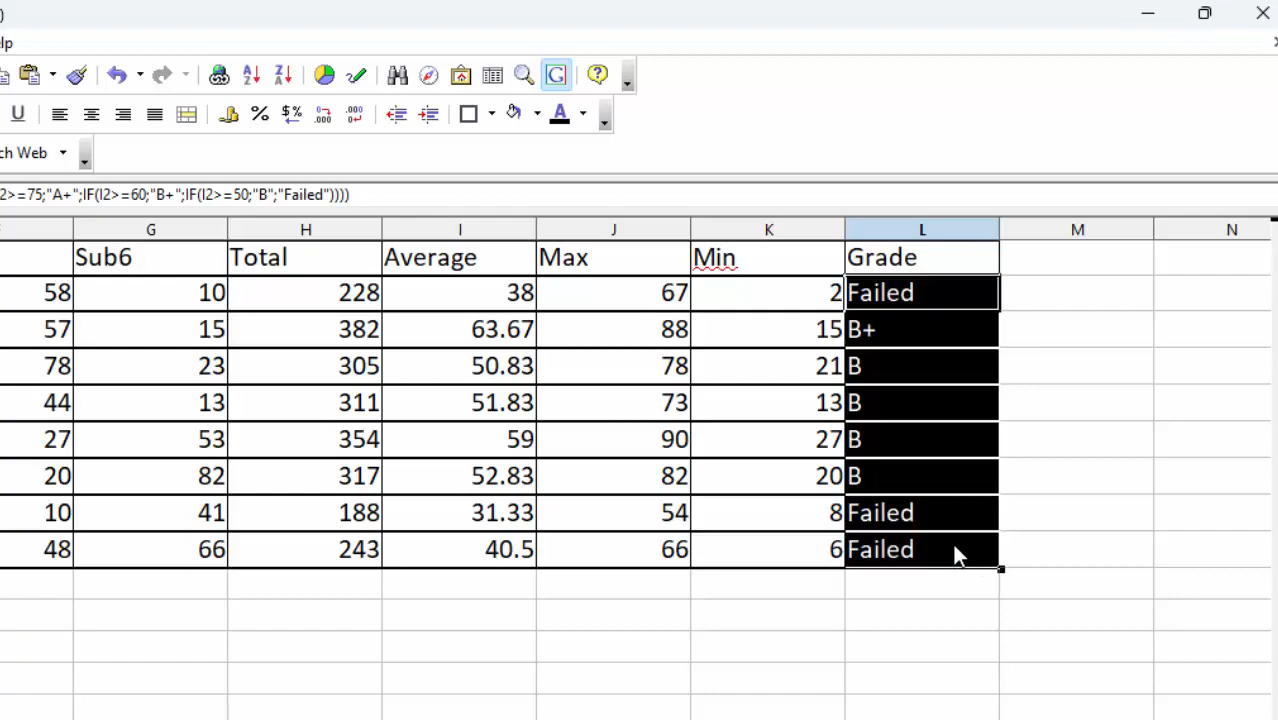 )
lp
U % $% .000 .000 A
ch Web
2>=75;"A+";IF(I2>=60;"B+";IF(I2>=50;"B";"Failed"))))
G H I J K L M N
Sub6 Total Average Max Min Grade
58 10 228 38 67 2 Failed
57 15 382 63.67 88 15 B+
78 23 305 50.83 78 21 B
44 13 311 51.83 73 13 B
27 53 354 59 90 27 B
20 82 317 52.83 82 20 B
10 41 188 31.33 54 8 Failed
48 66 243 40.5 66 6 Failed